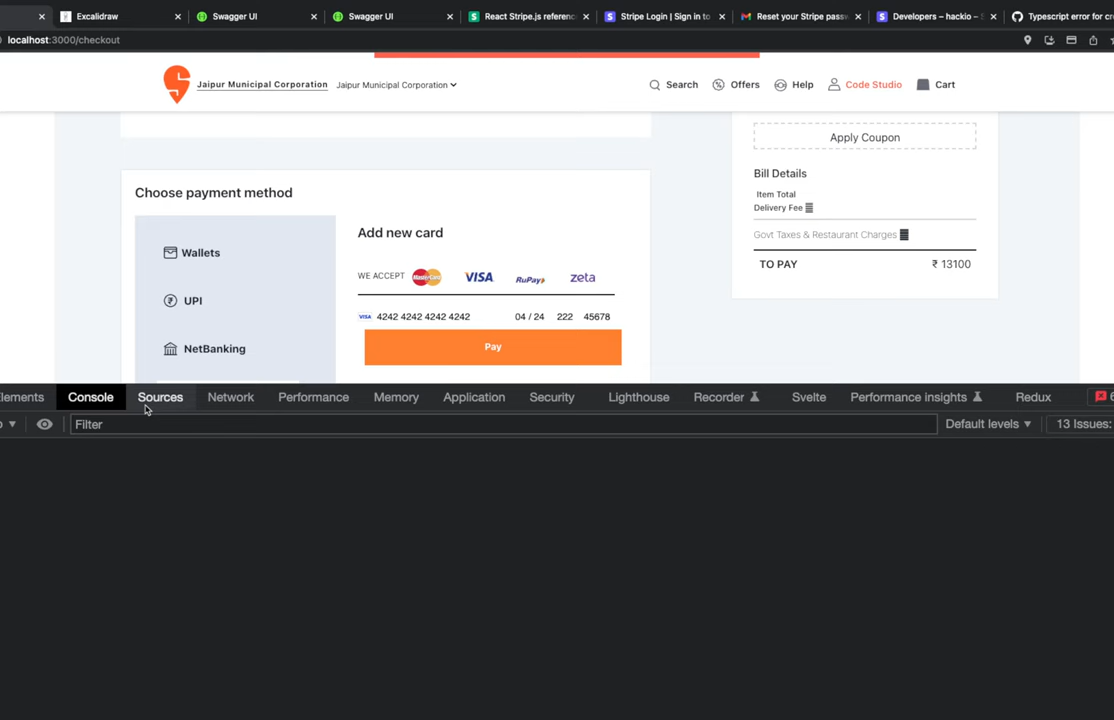 Excalidraw
Swagger UI
Swagger UI
React Stripe.js referenc
Stripe Login | Sign in to
Reset your Stripe passw
Developers – hackio – S
Typescript error for cr
localhost:3000/checkout
Jaipur Municipal Corporation
Jaipur Municipal Corporation
Search
Offers
Help
Code Studio
Cart
Apply Coupon
Choose payment method
Bill Details
Item Total
Delivery Fee
Govt Taxes & Restaurant Charges
TO PAY
₹ 13100
Wallets
UPI
NetBanking
Add new card
WE ACCEPT
MasterCard
VISA
RuPay
zeta
VISA 4242 4242 4242 4242 04 / 24 222 45678
Pay
Elements
Console
Sources
Network
Performance
Memory
Application
Security
Lighthouse
Recorder
Svelte
Performance insights
Redux
6
Filter
Default levels ▼
13 Issues: